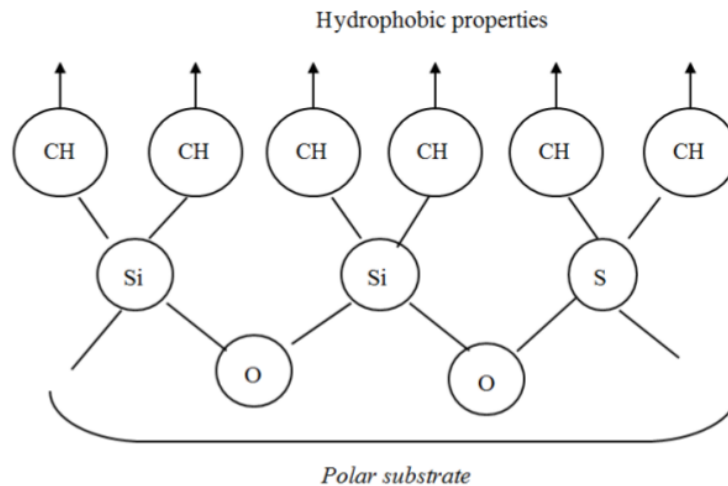 Hydrophobic properties
CH CH CH CH CH CH
Si Si S
O O
Polar substrate